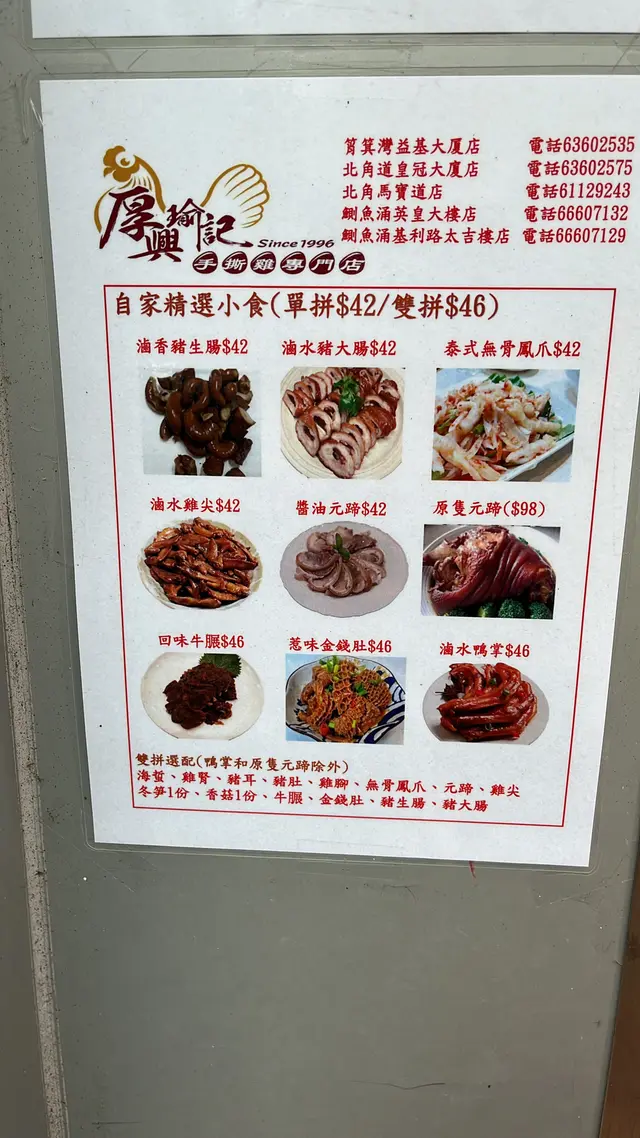 筲箕灣益基大厦店 電話63602535
北角道皇冠大廈店 電話63602575
北角馬寶道店 電話61129243
鰂魚涌英皇大樓店 電話66607132
鰂魚涌基利路太吉樓店 電話66607129
厚興瑜記
Since 1996
手撕雞專門店
自家精選小食(單拼$42/雙拼$46)
滷香豬生腸$42 滷水豬大腸$42 泰式無骨鳳爪$42
滷水雞尖$42 醬油元蹄$42 原隻元蹄($98)
回味牛𦟌$46 惹味金錢肚$46 滷水鴨掌$46
雙拼選配(鴨掌和原隻元蹄除外)
海蜇、雞腎、豬耳、豬肚、雞腳、無骨鳳爪、元蹄、雞尖
冬笋1份、香菇1份、牛𦟌、金錢肚、豬生腸、豬大腸